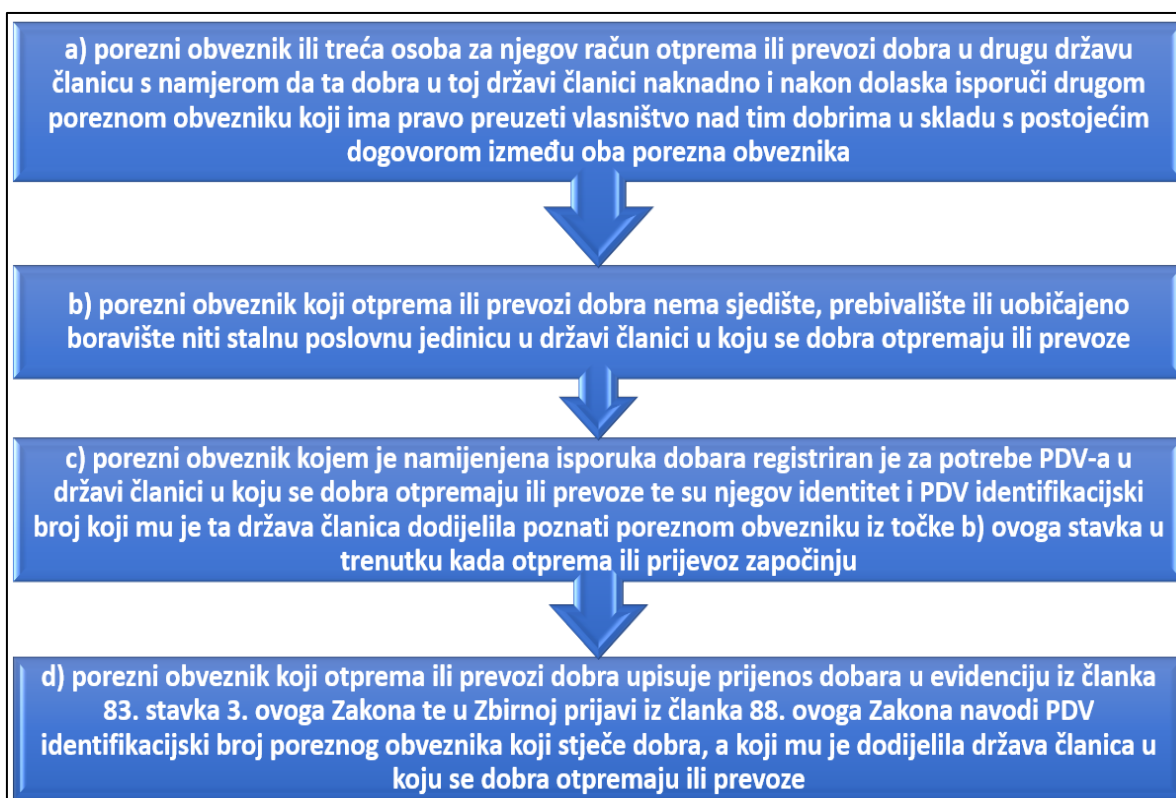 a) porezni obveznik ili treća osoba za njegov račun otprema ili prevozi dobra u drugu državu
članicu s namjerom da ta dobra u toj državi članici naknadno i nakon dolaska isporuči drugom
poreznom obvezniku koji ima pravo preuzeti vlasništvo nad tim dobrima u skladu s postojećim
dogovorom između oba porezna obveznika
b) porezni obveznik koji otprema ili prevozi dobra nema sjedište, prebivalište ili uobičajeno
boravište niti stalnu poslovnu jedinicu u državi članici u koju se dobra otpremaju ili prevoze
c) porezni obveznik kojem je namijenjena isporuka dobara registriran je za potrebe PDV-a u
državi članici u koju se dobra otpremaju ili prevoze te su njegov identitet i PDV identifikacijski
broj koji mu je ta država članica dodijelila poznati poreznom obvezniku iz točke b) ovoga stavka u
trenutku kada otprema ili prijevoz započinju
d) porezni obveznik koji otprema ili prevozi dobra upisuje prijenos dobara u evidenciju iz članka
83. stavka 3. ovoga Zakona te u Zbirnoj prijavi iz članka 88. ovoga Zakona navodi PDV
identifikacijski broj poreznog obveznika koji stječe dobra, a koji mu je dodijelila država članica u
koju se dobra otpremaju ili prevoze